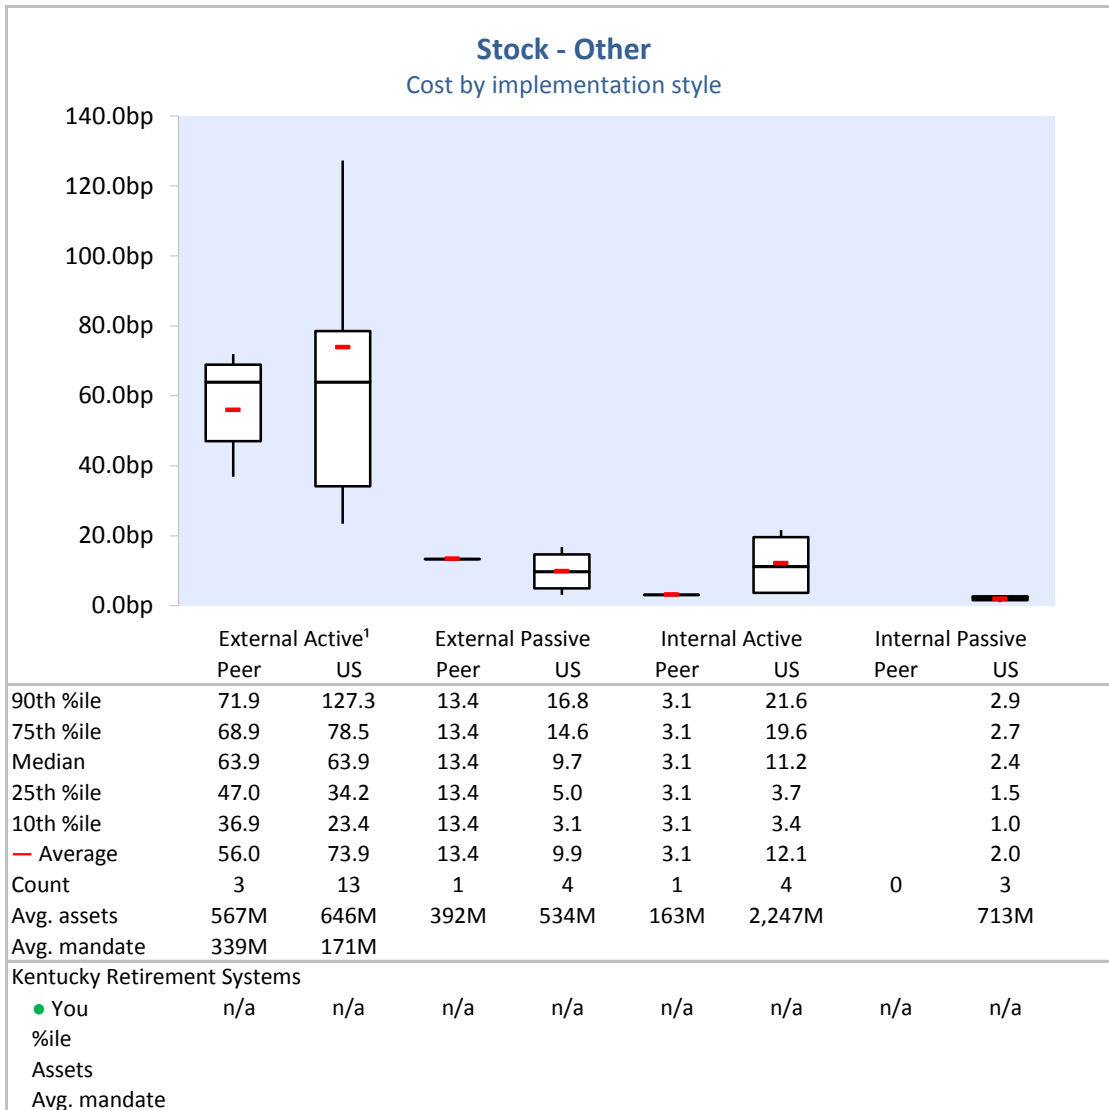 Stock - Other
Cost by implementation style
140.0bp
120.0bp
100.0bp
80.0bp
60.0bp
40.0bp
20.0bp
0.0bp
External Active¹ External Passive Internal Active Internal Passive
Peer US Peer US Peer US Peer US
90th %ile 71.9 127.3 13.4 16.8 3.1 21.6 2.9
75th %ile 68.9 78.5 13.4 14.6 3.1 19.6 2.7
Median 63.9 63.9 13.4 9.7 3.1 11.2 2.4
25th %ile 47.0 34.2 13.4 5.0 3.1 3.7 1.5
10th %ile 36.9 23.4 13.4 3.1 3.1 3.4 1.0
— Average 56.0 73.9 13.4 9.9 3.1 12.1 2.0
Count 3 13 1 4 1 4 0 3
Avg. assets 567M 646M 392M 534M 163M 2,247M 713M
Avg. mandate 339M 171M
Kentucky Retirement Systems
● You n/a n/a n/a n/a n/a n/a n/a n/a
%ile
Assets
Avg. mandate